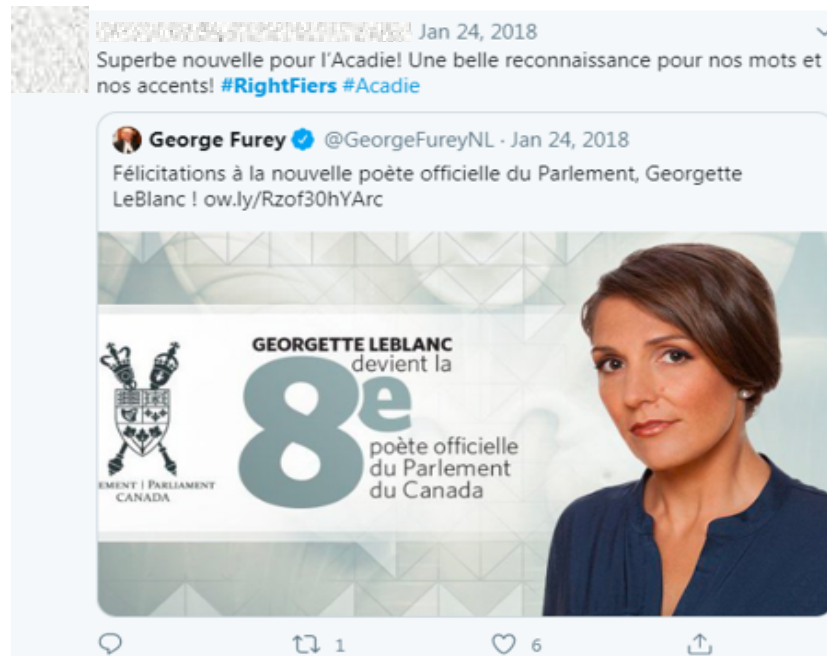 Jan 24, 2018
Superbe nouvelle pour l'Acadie! Une belle reconnaissance pour nos mots et
nos accents! #RightFiers #Acadie
George Furey @GeorgeFureyNL · Jan 24, 2018
Félicitations à la nouvelle poète officielle du Parlement, Georgette
LeBlanc ! ow.ly/Rzof30hYArc
GEORGETTE LEBLANC
devient la
8e
poète officielle
du Parlement
du Canada
EMENT | PARLIAMENT
CANADA
1
6